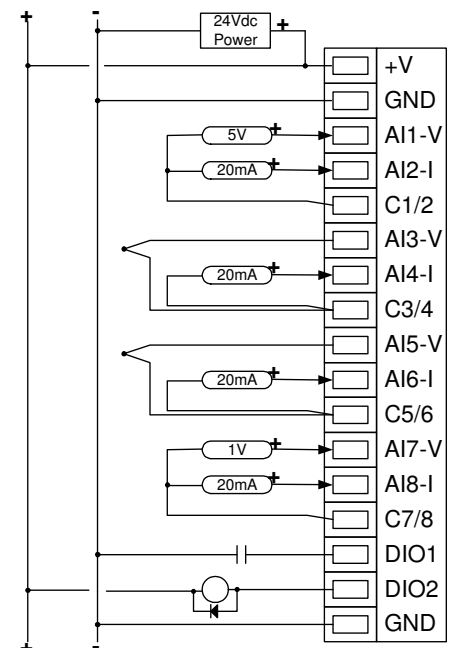 + - 24Vdc +
Power
+V
GND
5V + AI1-V
20mA + AI2-I
C1/2
AI3-V
20mA + AI4-I
C3/4
AI5-V
20mA + AI6-I
C5/6
1V + AI7-V
20mA + AI8-I
C7/8
DIO1
DIO2
GND
+ -